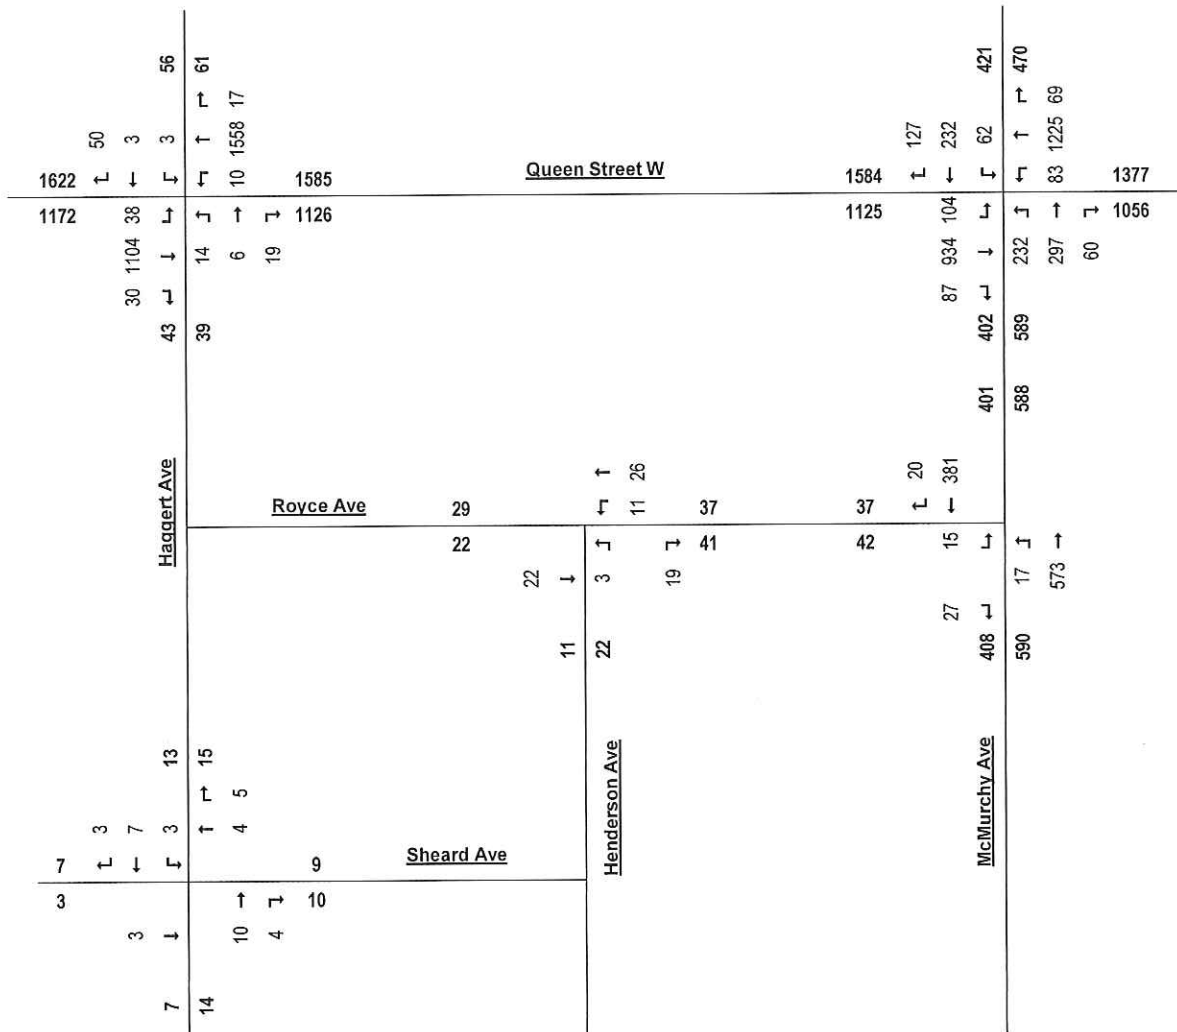 56 61
17
50 3 3
10 1558
1622 1585 Queen Street W
1172 38 1126
30 1104 14 6 19
43 39
421 470
69
127 232 62
83 1225
1584 1377
1125 104 1056
87 934 232 297 60
402 589
401 588
Haggert Ave
Royce Ave 29
22
11 26
37 37
20 381
41 42 15
22 3 19
27 17 573
11 22
408 590
13 15
5
3 7 3 4
7 9 Sheard Ave
3 10
3 10 4
7 14
Henderson Ave
McMurchy Ave